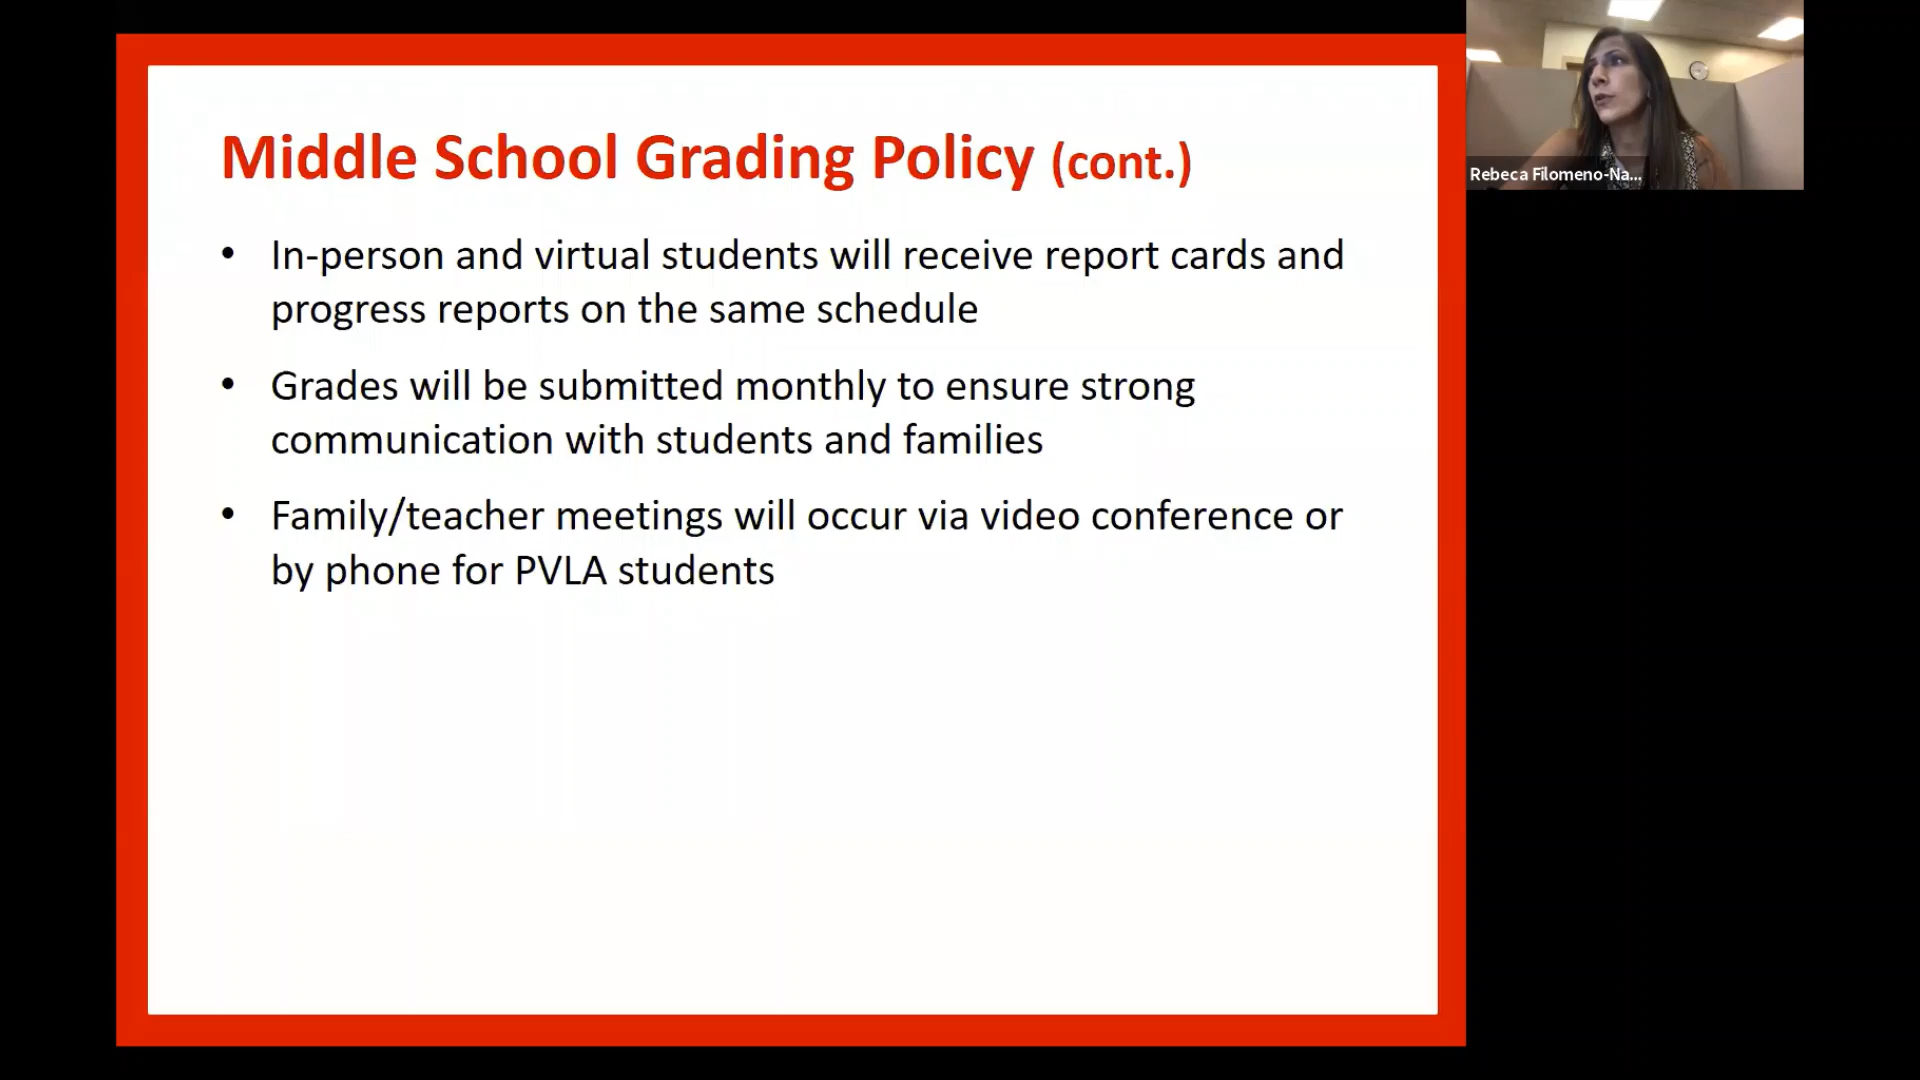 Middle School Grading Policy (cont.)
• In-person and virtual students will receive report cards and
progress reports on the same schedule
• Grades will be submitted monthly to ensure strong
communication with students and families
• Family/teacher meetings will occur via video conference or
by phone for PVLA students
Rebeca Filomeno-Na...